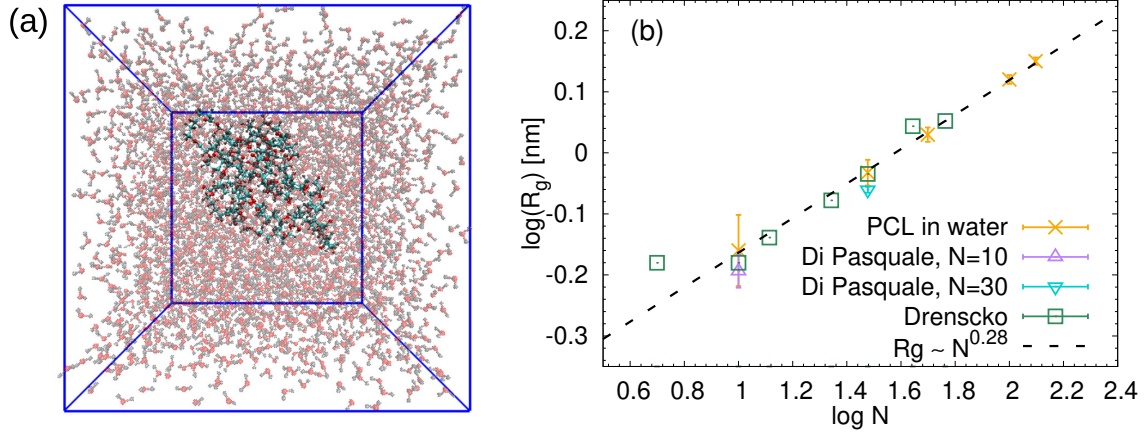 (a)
(b)
log(Rg) [nm]
0.2
0.1
0
-0.1
-0.2
-0.3
PCL in water
Di Pasquale, N=10
Di Pasquale, N=30
Drenscko
Rg ~ N^0.28
0.6 0.8 1 1.2 1.4 1.6 1.8 2 2.2 2.4
log N